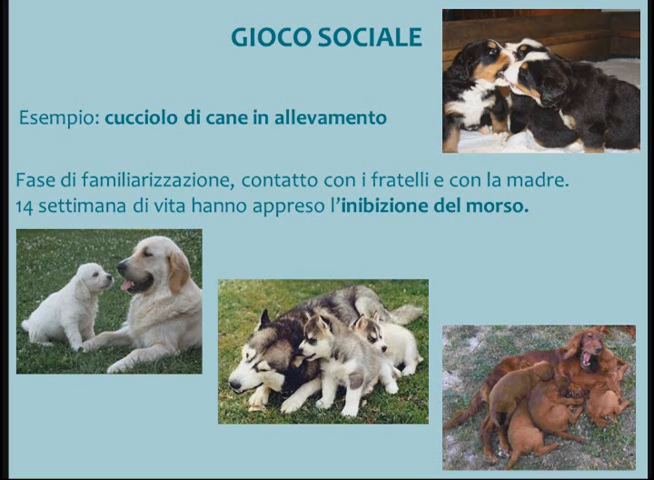 GIOCO SOCIALE
Esempio: cucciolo di cane in allevamento
Fase di familiarizzazione, contatto con i fratelli e con la madre.
14 settimana di vita hanno appreso l'inibizione del morso.